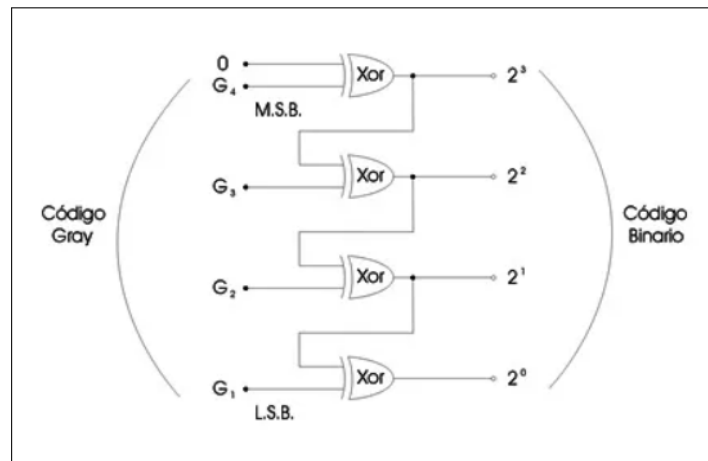 0
G₄
M.S.B.
Xor
2³
G₃
Xor
2²
Código
Gray
Código
Binario
G₂
Xor
2¹
G₁
L.S.B.
Xor
2⁰